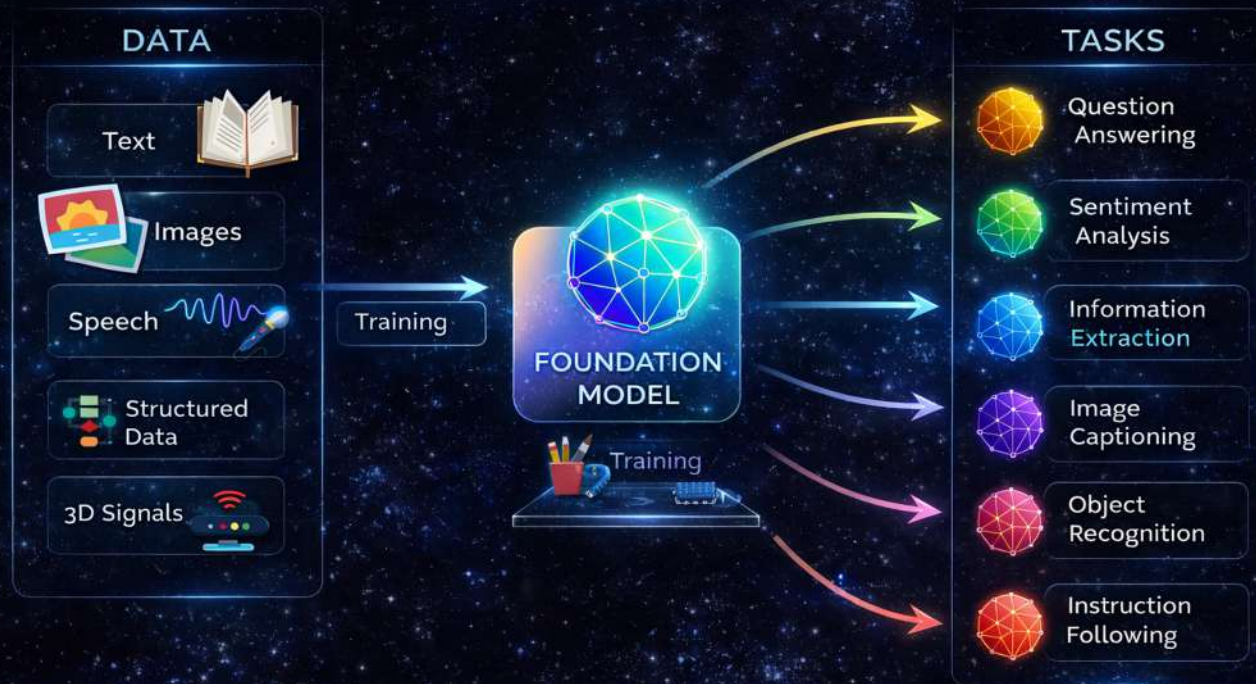 DATA
Text
Images
Speech
Structured
Data
3D Signals
Training
FOUNDATION
MODEL
Training
TASKS
Question
Answering
Sentiment
Analysis
Information
Extraction
Image
Captioning
Object
Recognition
Instruction
Following